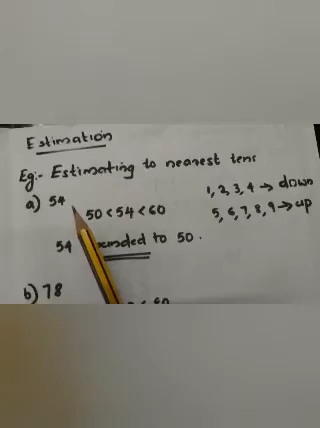 Estimation
Eg:- Estimating to nearest tens
a) 54
1, 2, 3, 4 → down
50 < 54 < 60
5, 6, 7, 8, 9 → up
54 to 50.
b) 78